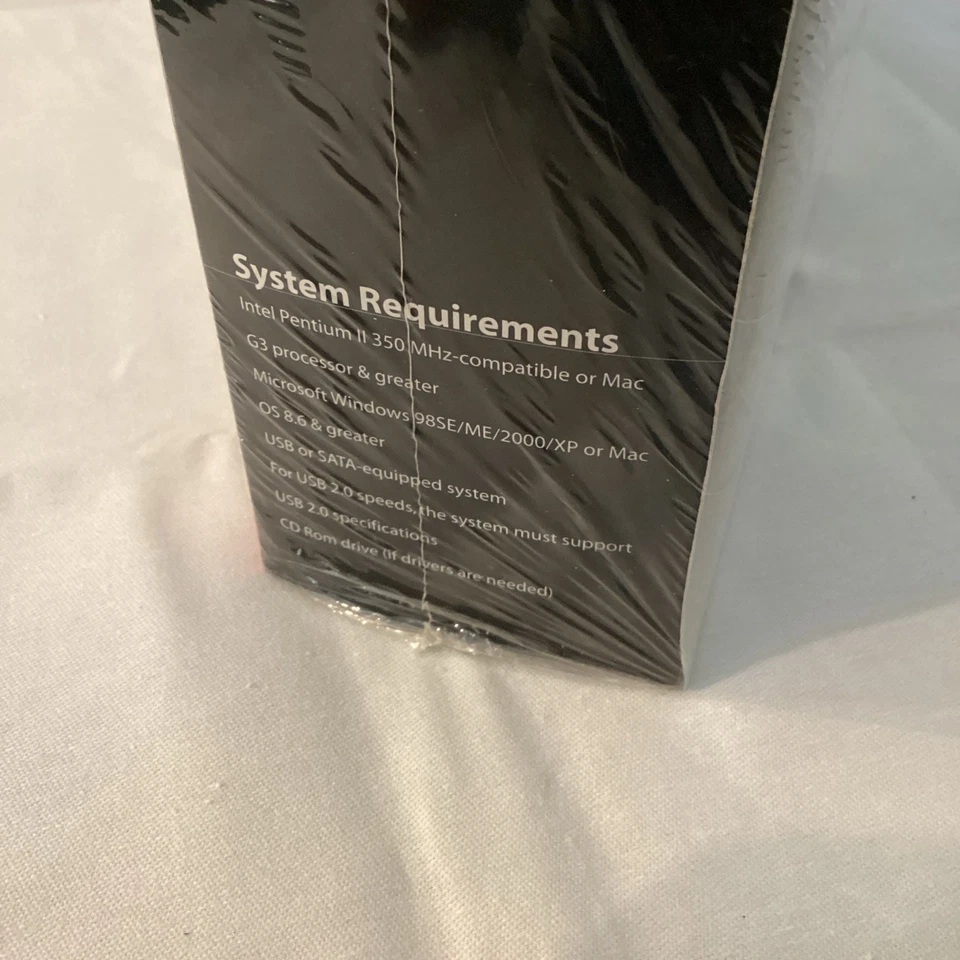 System Requirements
Intel Pentium II 350 MHz-compatible or Mac
G3 processor & greater
Microsoft Windows 98SE/ME/2000/XP or Mac
OS 8.6 & greater
USB or SATA-equipped system
For USB 2.0 speeds, the system must support
USB 2.0 specifications
CD Rom drive (if drivers are needed)